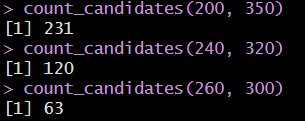 > count_candidates(200, 350)
[1] 231
> count_candidates(240, 320)
[1] 120
> count_candidates(260, 300)
[1] 63